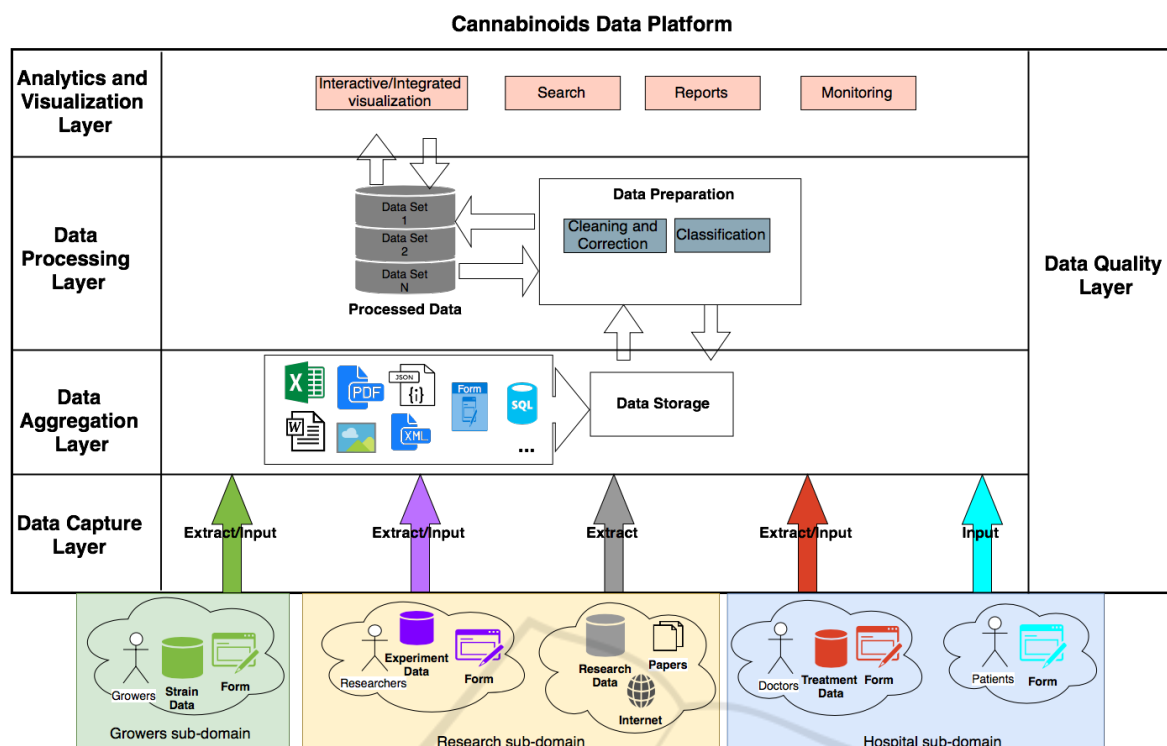 Cannabinoids Data Platform
Analytics and
Visualization
Layer
Interactive/Integrated
visualization
Search
Reports
Monitoring
Data
Processing
Layer
Data Set
1
Data Set
2
Data Set
N
Processed Data
Data Preparation
Cleaning and
Correction
Classification
Data Quality
Layer
Data
Aggregation
Layer
X
PDF
JSON
{i}
Form
SQL
W
XML
...
Data Storage
Data Capture
Layer
Extract/Input
Extract/Input
Extract
Extract/Input
Input
Growers
Strain
Data
Form
Growers sub-domain
Researchers
Experiment
Data
Form
Research
Data
Papers
Internet
Research sub-domain
Doctors
Treatment
Data
Form
Patients
Form
Hospital sub-domain